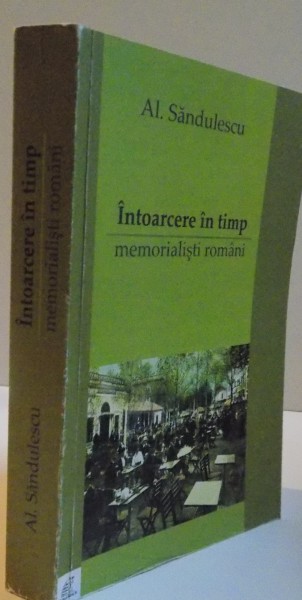 Al. Săndulescu
Întoarcere în timp
memorialişti români
Întoarcere în timp
memorialişti români
Al. Săndulescu